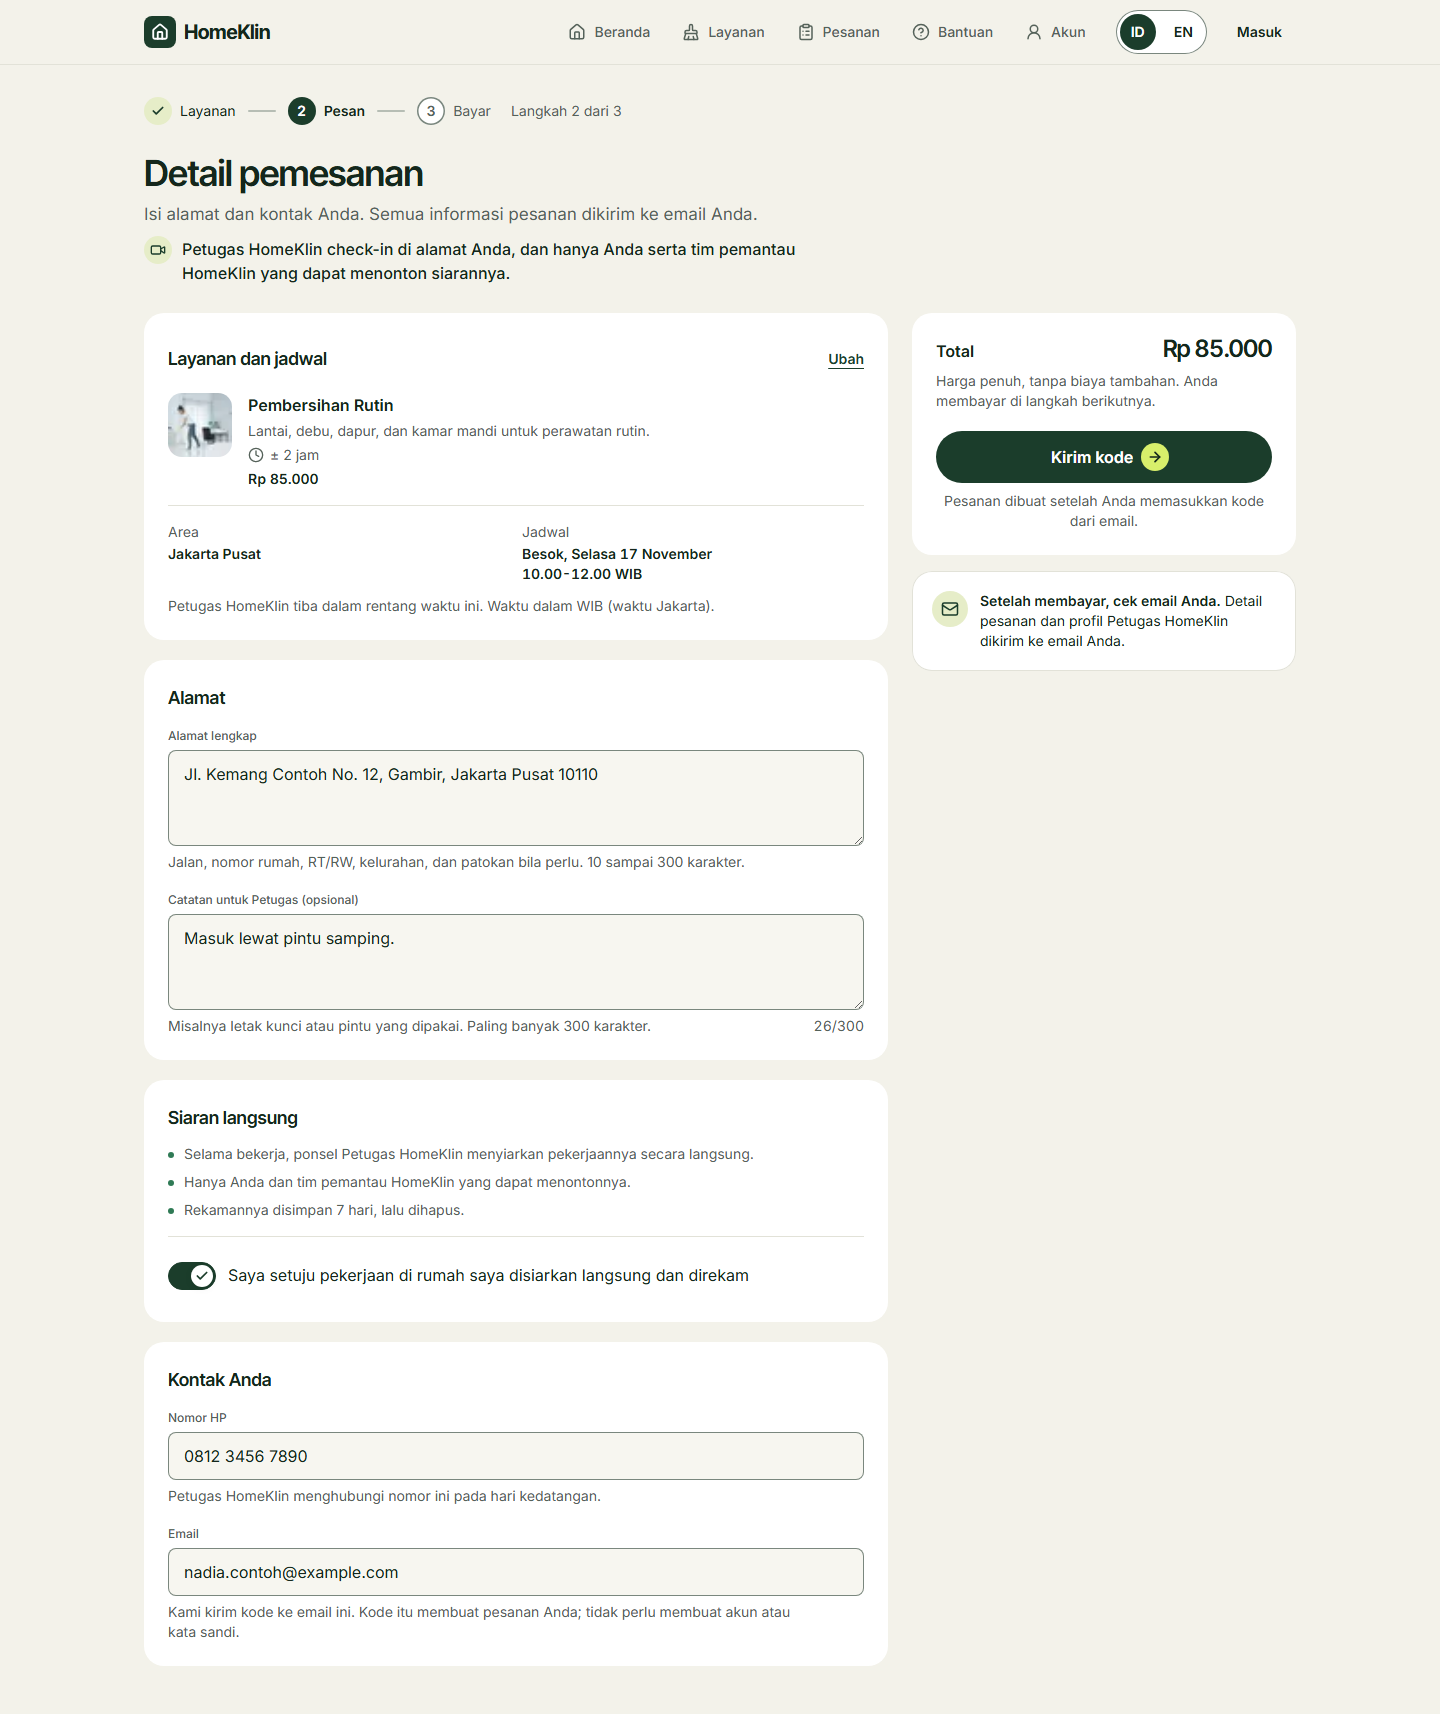 HomeKlin
Beranda
Layanan
Pesanan
Bantuan
Akun
ID
EN
Masuk
Layanan
2
Pesan
3
Bayar
Langkah 2 dari 3
Detail pemesanan
Isi alamat dan kontak Anda. Semua informasi pesanan dikirim ke email Anda.
Petugas HomeKlin check-in di alamat Anda, dan hanya Anda serta tim pemantau
HomeKlin yang dapat menonton siarannya.
Layanan dan jadwal
Ubah
Pembersihan Rutin
Lantai, debu, dapur, dan kamar mandi untuk perawatan rutin.
± 2 jam
Rp 85.000
Area
Jakarta Pusat
Jadwal
Besok, Selasa 17 November
10.00-12.00 WIB
Petugas HomeKlin tiba dalam rentang waktu ini. Waktu dalam WIB (waktu Jakarta).
Total
Rp 85.000
Harga penuh, tanpa biaya tambahan. Anda
membayar di langkah berikutnya.
Kirim kode
Pesanan dibuat setelah Anda memasukkan kode
dari email.
Setelah membayar, cek email Anda. Detail
pesanan dan profil Petugas HomeKlin
dikirim ke email Anda.
Alamat
Alamat lengkap
Jl. Kemang Contoh No. 12, Gambir, Jakarta Pusat 10110
Jalan, nomor rumah, RT/RW, kelurahan, dan patokan bila perlu. 10 sampai 300 karakter.
Catatan untuk Petugas (opsional)
Masuk lewat pintu samping.
Misalnya letak kunci atau pintu yang dipakai. Paling banyak 300 karakter.
26/300
Siaran langsung
Selama bekerja, ponsel Petugas HomeKlin menyiarkan pekerjaannya secara langsung.
Hanya Anda dan tim pemantau HomeKlin yang dapat menontonnya.
Rekamannya disimpan 7 hari, lalu dihapus.
Saya setuju pekerjaan di rumah saya disiarkan langsung dan direkam
Kontak Anda
Nomor HP
0812 3456 7890
Petugas HomeKlin menghubungi nomor ini pada hari kedatangan.
Email
nadia.contoh@example.com
Kami kirim kode ke email ini. Kode itu membuat pesanan Anda; tidak perlu membuat akun atau
kata sandi.